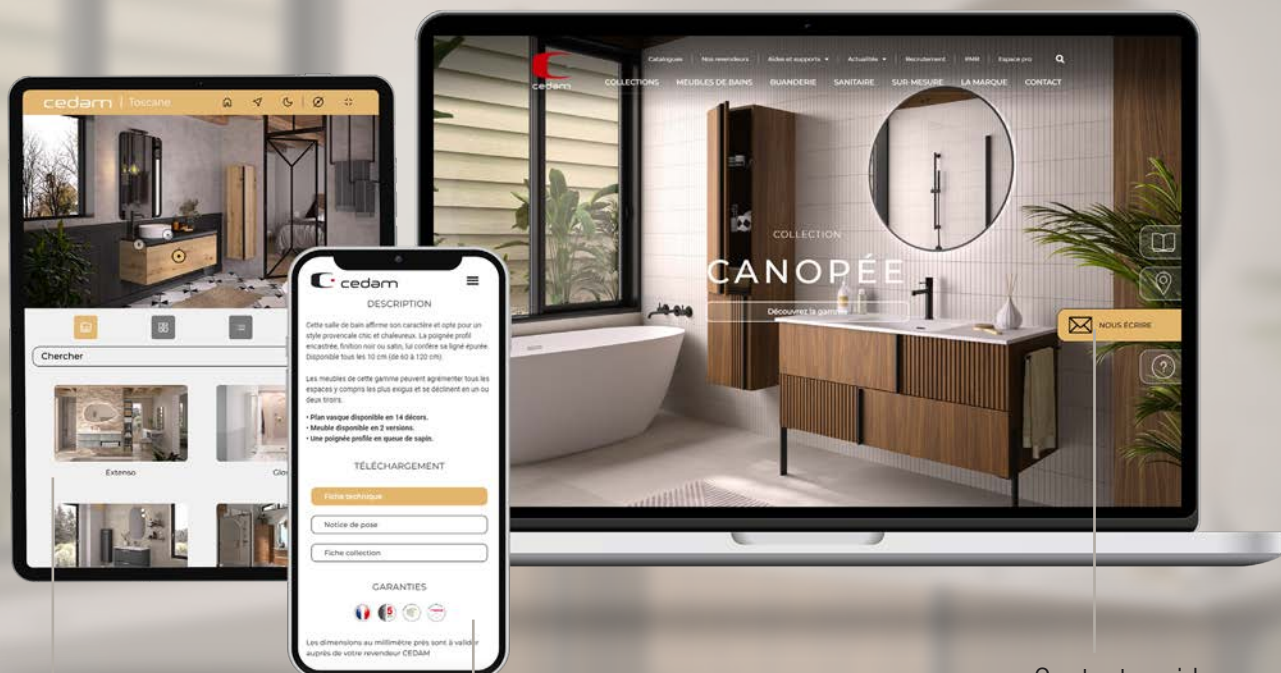 cedam | Toscane
Chercher
Extenso
cedam
DESCRIPTION
Cette salle de bain affirme son caractère et opte pour un
style provencale chic et chaleureux. La poignée profil
encastrée, finition noir ou satin, lui confère sa ligné épurée.
Disponible tous les 10 cm (de 60 à 120 cm).
Les meubles de cette gamme peuvent agrémenter tous les
espaces y compris les plus exigus et se déclinent en un ou
deux tiroirs.
• Plan vasque disponible en 14 décors.
• Meuble disponible en 2 versions.
• Une poignée profile en queue de sapin.
TÉLÉCHARGEMENT
Fiche technique
Notice de pose
Fiche collection
GARANTIES
Les dimensions au millimètre près sont à valider
auprès de votre revendeur CEDAM
cedam
Catalogues | Nos revendeurs | Aides et supports | Actualités | Recrutement | PMR | Espace pro
COLLECTIONS MEUBLES DE BAINS BUANDERIE SANITAIRE SUR-MESURE LA MARQUE CONTACT
COLLECTION
CANOPÉE
Découvrez la gamme
NOUS ÉCRIRE